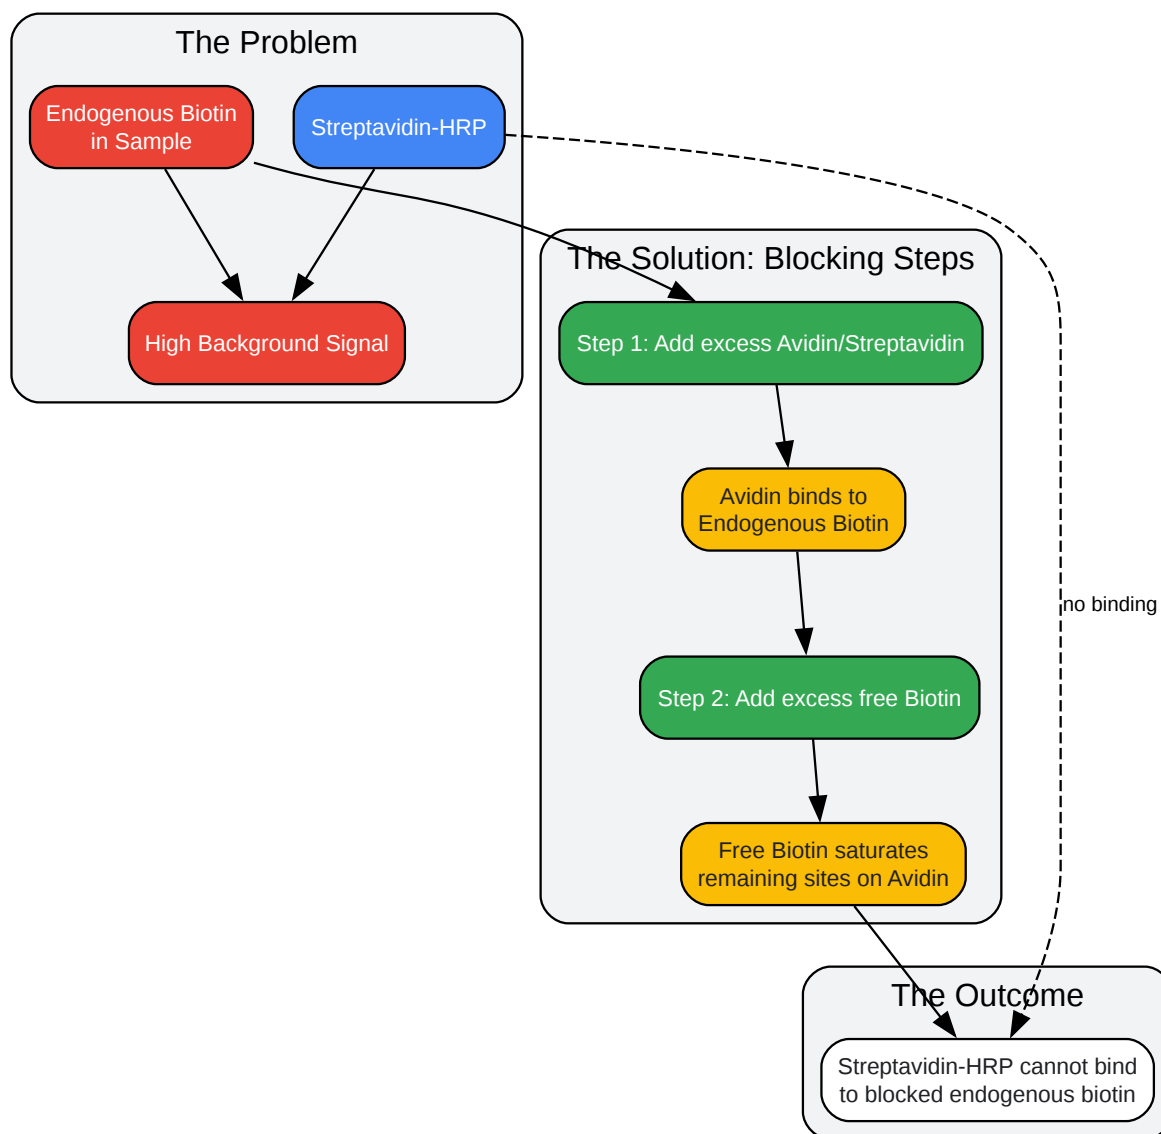 The Problem
Endogenous Biotin
in Sample
Streptavidin-HRP
High Background Signal
The Solution: Blocking Steps
Step 1: Add excess Avidin/Streptavidin
Avidin binds to
Endogenous Biotin
no binding
Step 2: Add excess free Biotin
Free Biotin saturates
remaining sites on Avidin
The Outcome
Streptavidin-HRP cannot bind
to blocked endogenous biotin